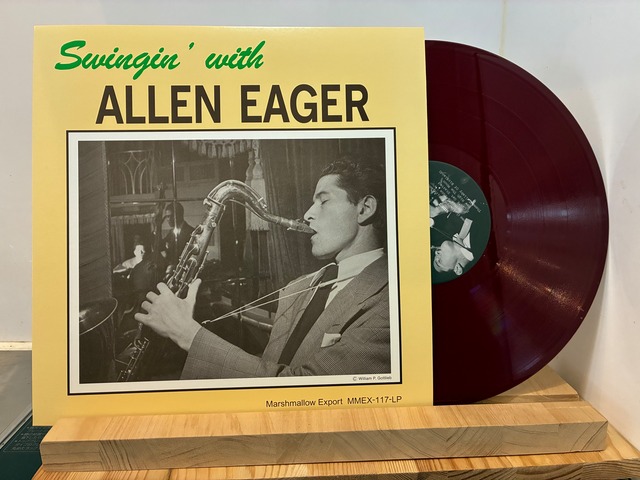 Swingin' with
ALLEN EAGER
© William P. Gottlieb
Marshmallow Export MMEX-117-LP